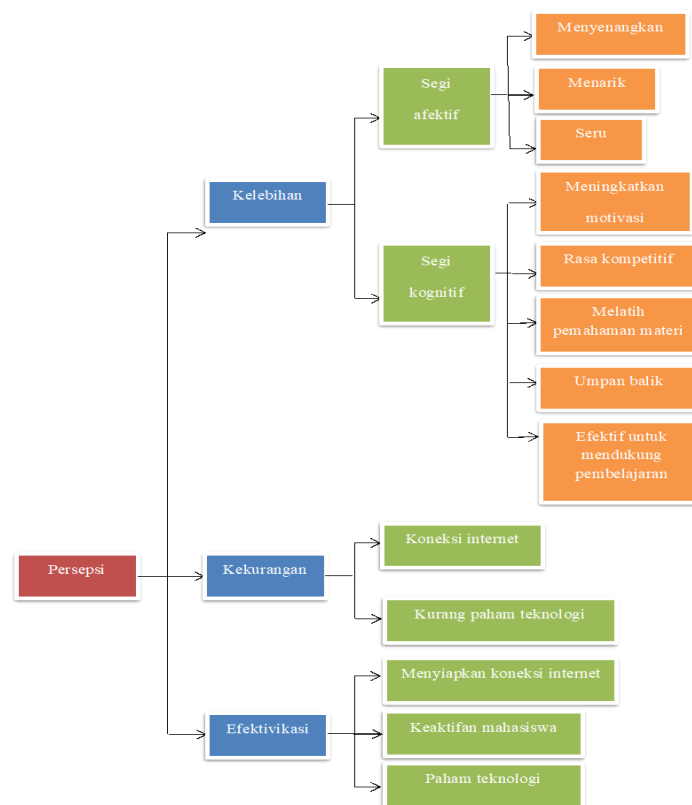 Menyenangkan
Segi
afektif
Menarik
Seru
Kelebihan
Meningkatkan
motivasi
Segi
kognitif
Rasa kompetitif
Melatih
pemahaman materi
Umpan balik
Efektif untuk
mendukung
pembelajaran
Persepsi
Kekurangan
Koneksi internet
Kurang paham teknologi
Efektivikasi
Menyiapkan koneksi internet
Keaktifan mahasiswa
Paham teknologi